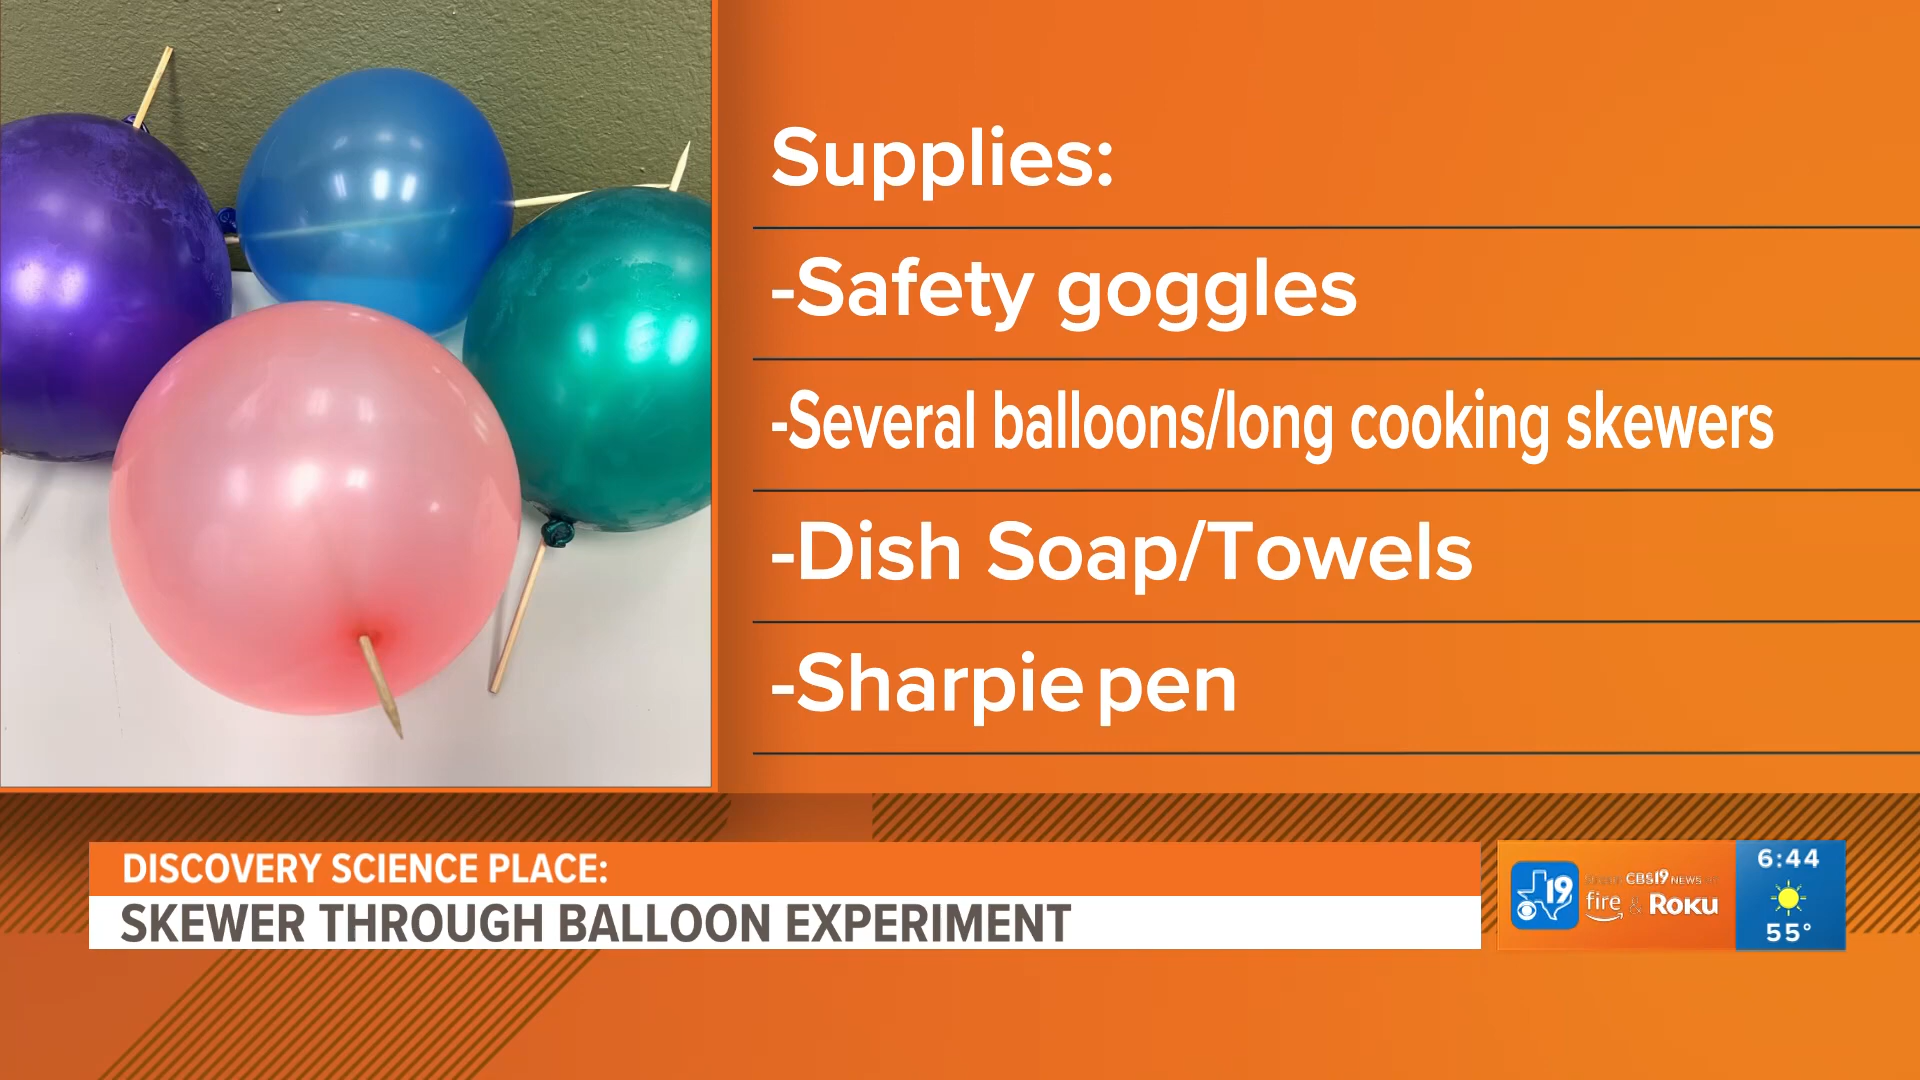 Supplies:
-Safety goggles
-Several balloons/long cooking skewers
-Dish Soap/Towels
-Sharpie pen
DISCOVERY SCIENCE PLACE:
SKEWER THROUGH BALLOON EXPERIMENT
19
CBS19 NEWS
fire & ROKU
6:44
55°